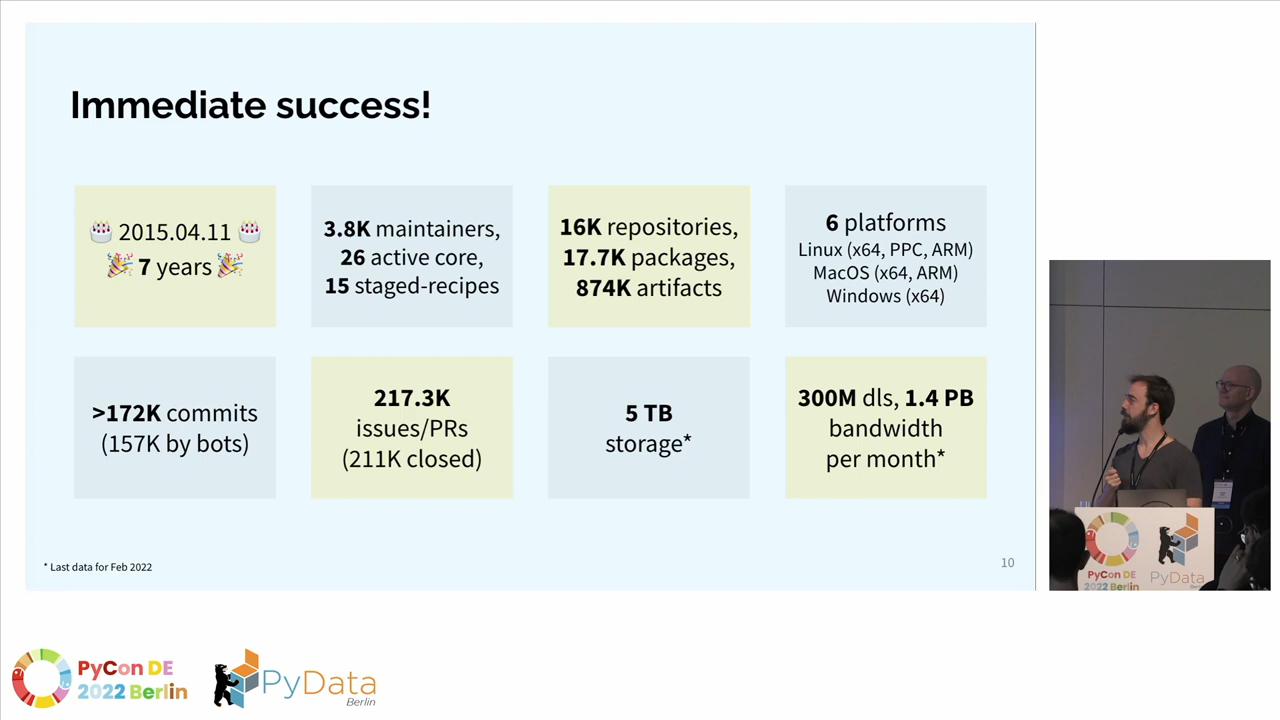 Immediate success!
🎂 2015.04.11 🎂
🎉 7 years 🎉
3.8K maintainers,
26 active core,
15 staged-recipes
16K repositories,
17.7K packages,
874K artifacts
6 platforms
Linux (x64, PPC, ARM)
MacOS (x64, ARM)
Windows (x64)
>172K commits
(157K by bots)
217.3K
issues/PRs
(211K closed)
5 TB
storage*
300M dls, 1.4 PB
bandwidth
per month*
* Last data for Feb 2022
10
PyCon DE
2022 Berlin
PyData
Berlin
PyCon DE
2022 Berlin
PyData
Berlin